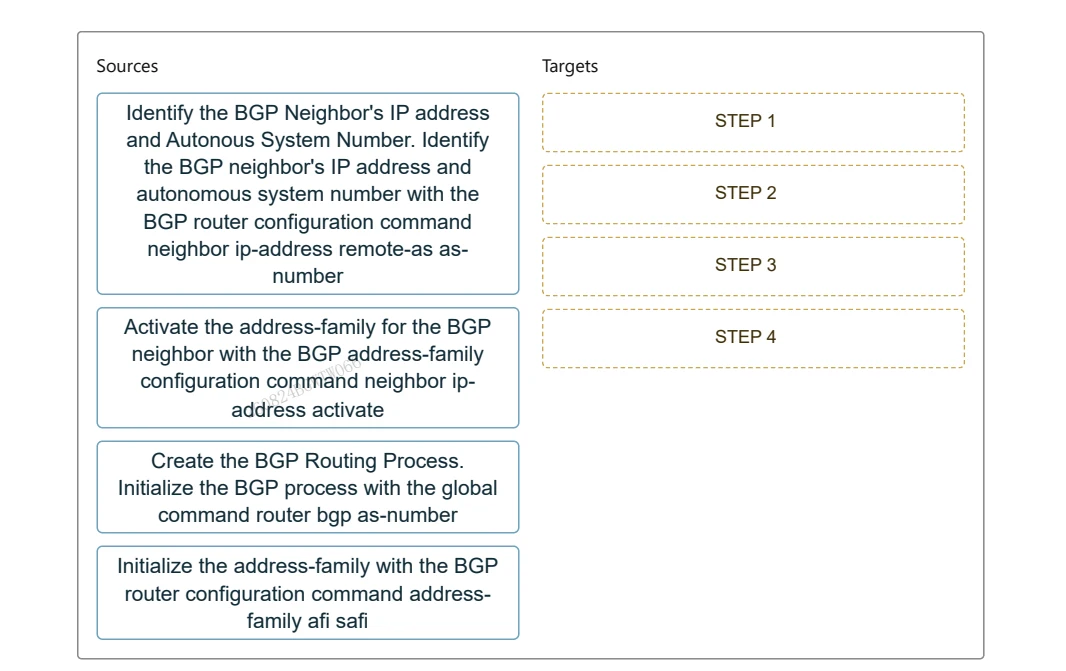 Sources
Targets
Identify the BGP Neighbor's IP address
and Autonous System Number. Identify
the BGP neighbor's IP address and
autonomous system number with the
BGP router configuration command
neighbor ip-address remote-as as-
number
Activate the address-family for the BGP
neighbor with the BGP address-family
configuration command neighbor ip-
address activate
Create the BGP Routing Process.
Initialize the BGP process with the global
command router bgp as-number
Initialize the address-family with the BGP
router configuration command address-
family afi safi
STEP 1
STEP 2
STEP 3
STEP 4